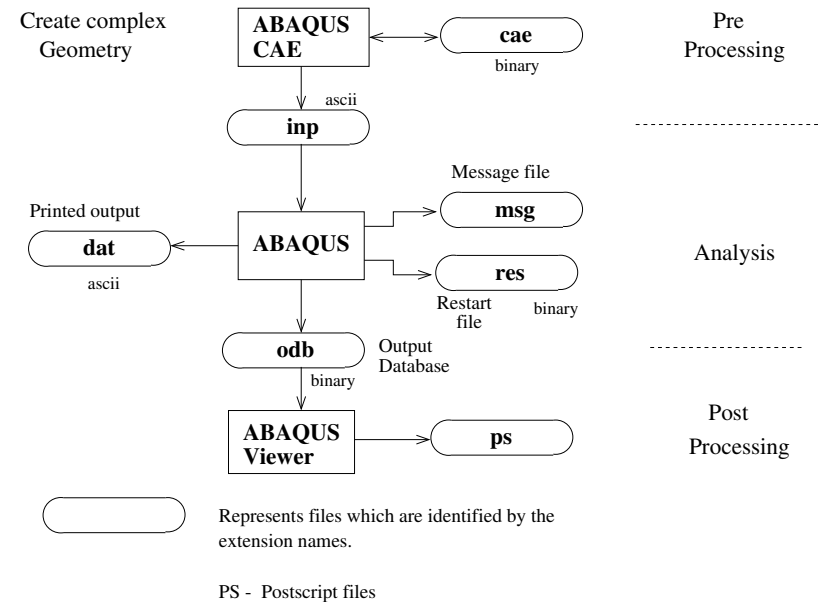 Create complex
Geometry
ABAQUS
CAE
cae
binary
Pre
Processing
ascii
inp
Message file
msg
Printed output
dat
ascii
ABAQUS
res
Restart
file
binary
Analysis
odb
binary
Output
Database
ABAQUS
Viewer
ps
Post
Processing
Represents files which are identified by the
extension names.
PS - Postscript files